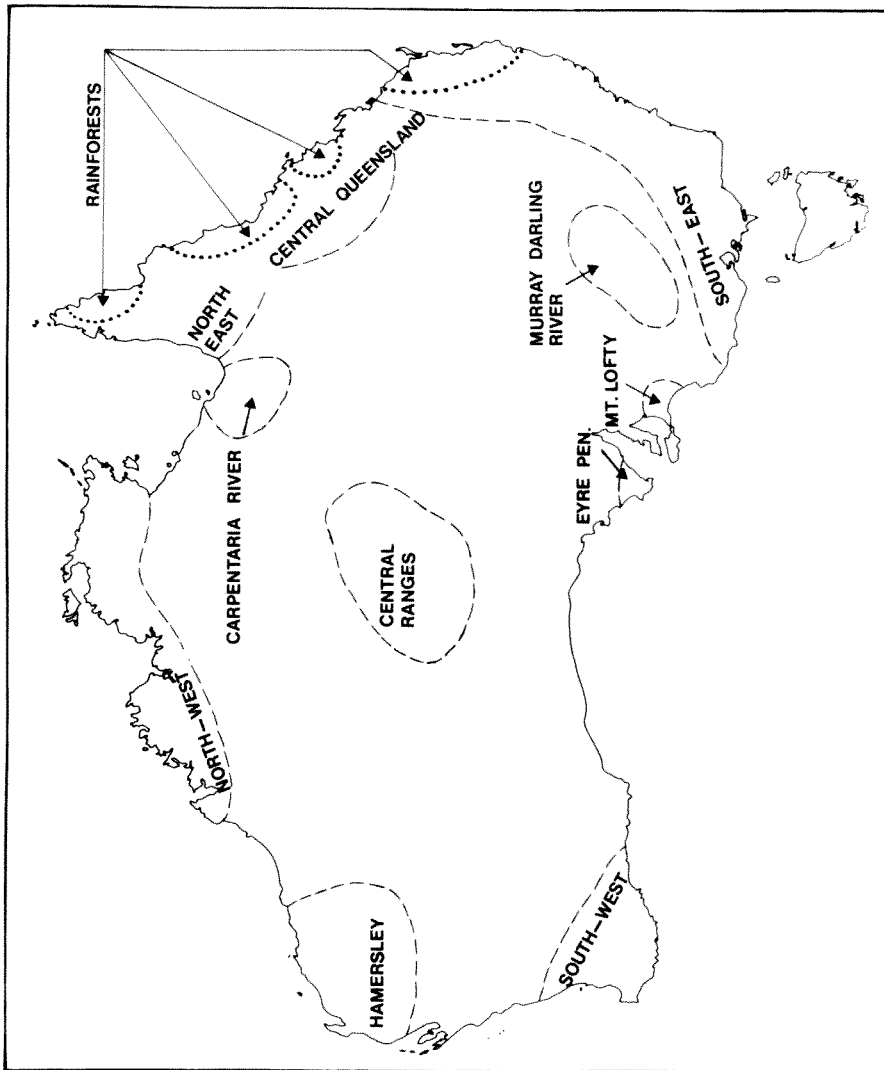 RAINFORESTS
CENTRAL QUEENSLAND
NORTH
EAST
CARPENTARIA RIVER
NORTH-WEST
CENTRAL
RANGES
MURRAY DARLING
RIVER
SOUTH-EAST
MT. LOFTY
EYRE PEN.
HAMERSLEY
SOUTH-WEST